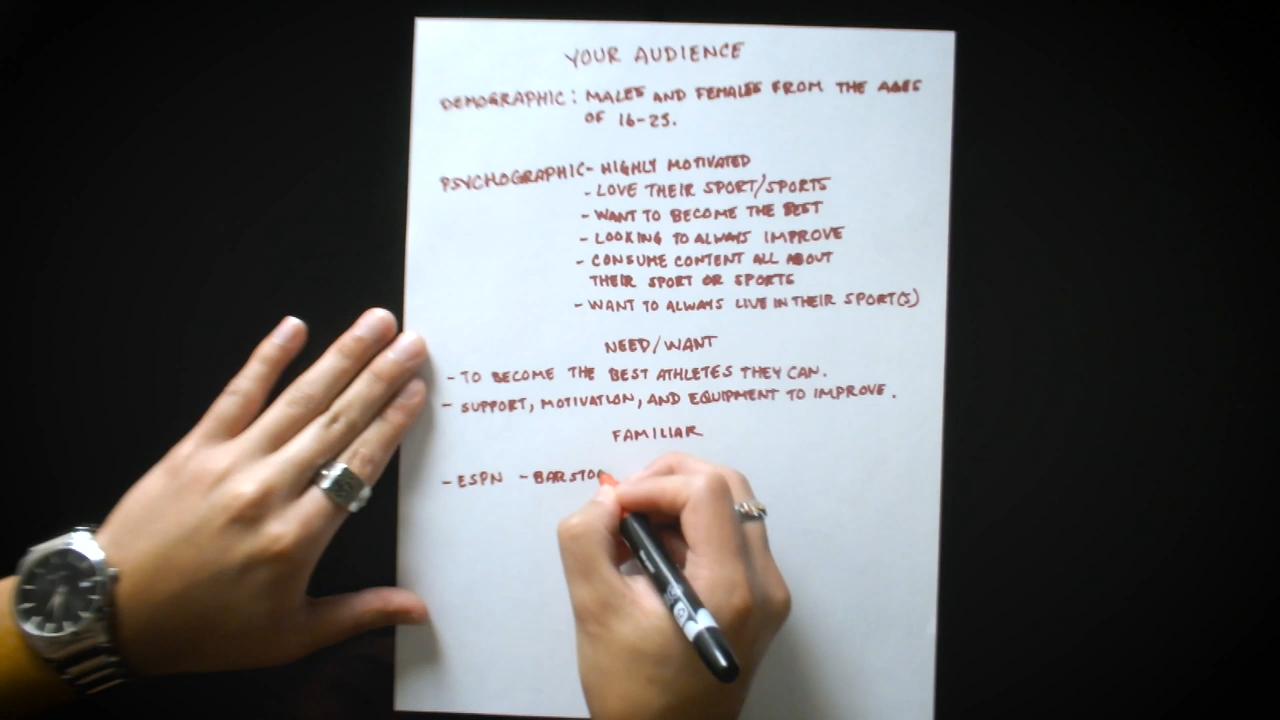 YOUR AUDIENCE
DEMOGRAPHIC: MALES AND FEMALES FROM THE AGES
OF 16-25.
PSYCHOGRAPHIC- HIGHLY MOTIVATED
- LOVE THEIR SPORT/SPORTS
- WANT TO BECOME THE BEST
- LOOKING TO ALWAYS IMPROVE
- CONSUME CONTENT ALL ABOUT
THEIR SPORT OR SPORTS
- WANT TO ALWAYS LIVE IN THEIR SPORT(S)
NEED/WANT
- TO BECOME THE BEST ATHLETES THEY CAN.
- SUPPORT, MOTIVATION, AND EQUIPMENT TO IMPROVE.
FAMILIAR
- ESPN - BARSTOO